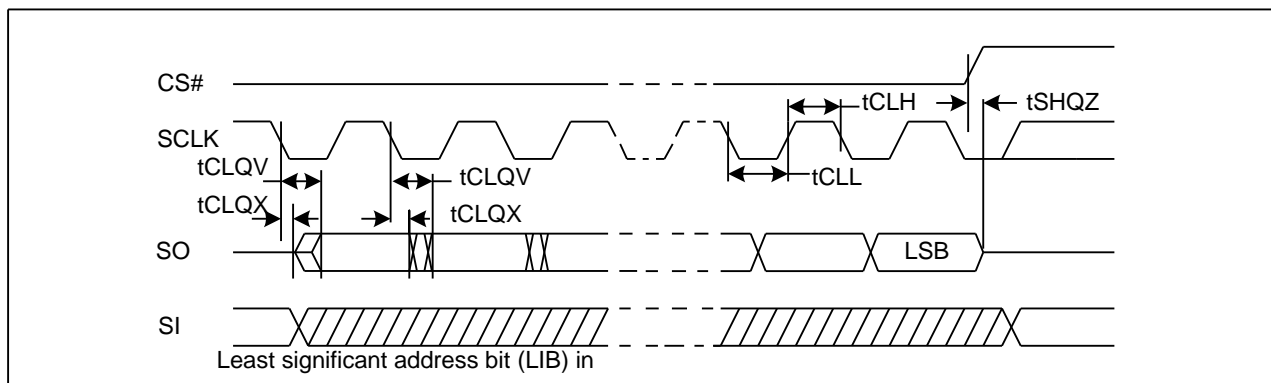 CS#
tCLH
tSHQZ
SCLK
tCLQV
tCLQV
tCLL
tCLQX
tCLQX
SO
LSB
SI
Least significant address bit (LIB) in